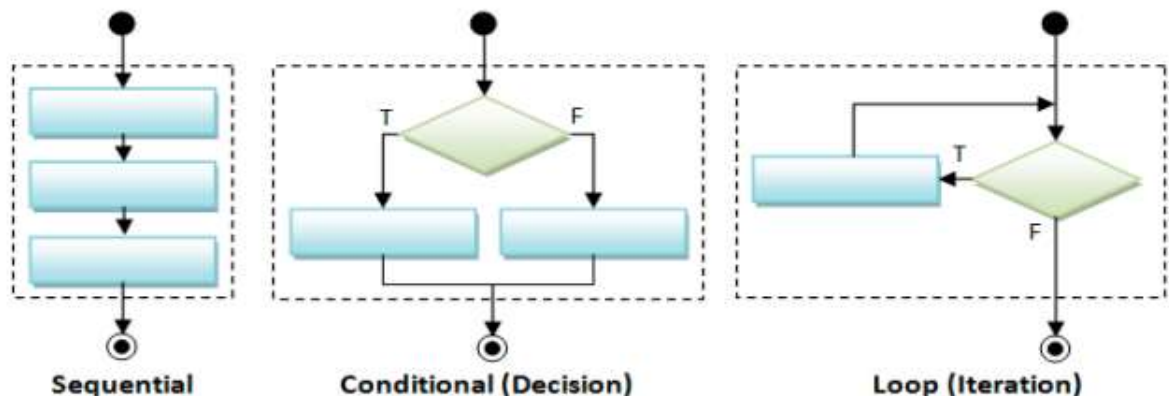 T
F
T
F
Sequential
Conditional (Decision)
Loop (Iteration)